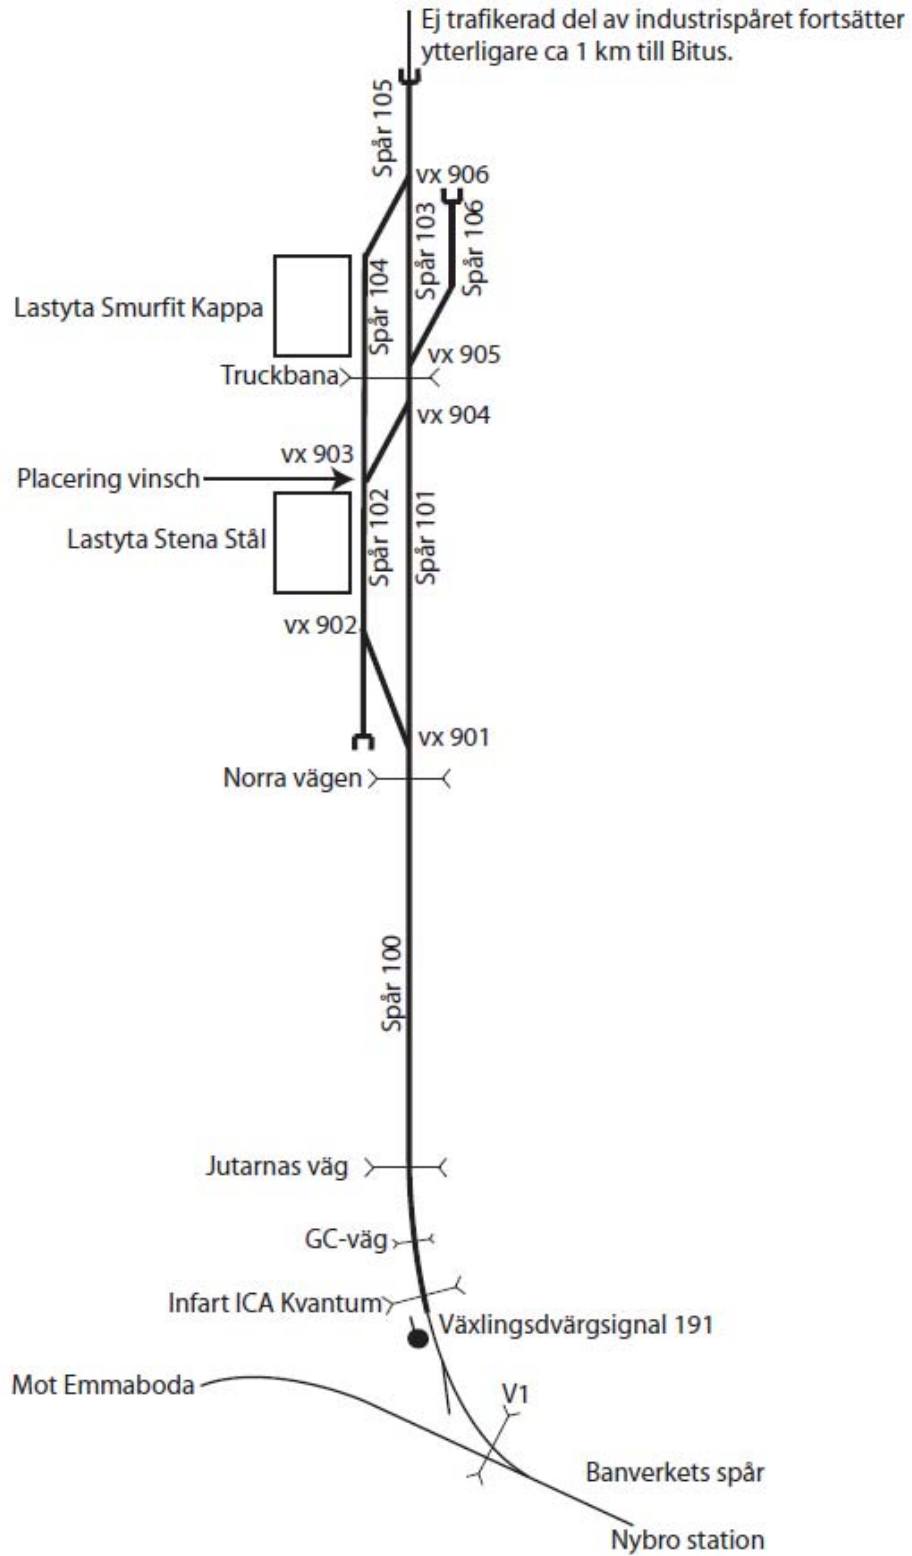 Ej trafikerad del av industrispåret fortsätter
ytterligare ca 1 km till Bitus.
Spår 105
vx 906
Spår 103
Spår 106
Lastyta Smurfit Kappa
Spår 104
vx 905
Truckbana
vx 904
vx 903
Placering vinsch
Lastyta Stena Stål
Spår 102
Spår 101
vx 902
vx 901
Norra vägen
Spår 100
Jutarnas väg
GC-väg
Infart ICA Kvantum
Växlingsdvärgsignal 191
Mot Emmaboda
V1
Banverkets spår
Nybro station